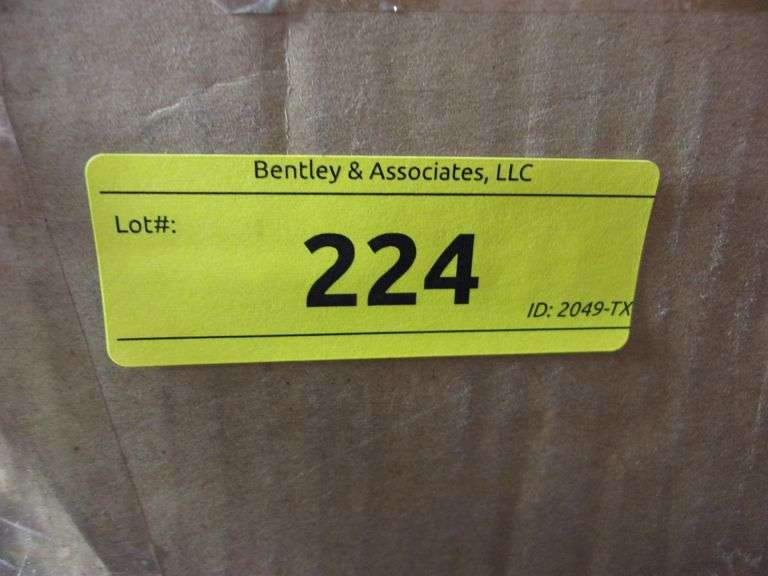 Bentley & Associates, LLC
Lot#:
224
ID: 2049-TX